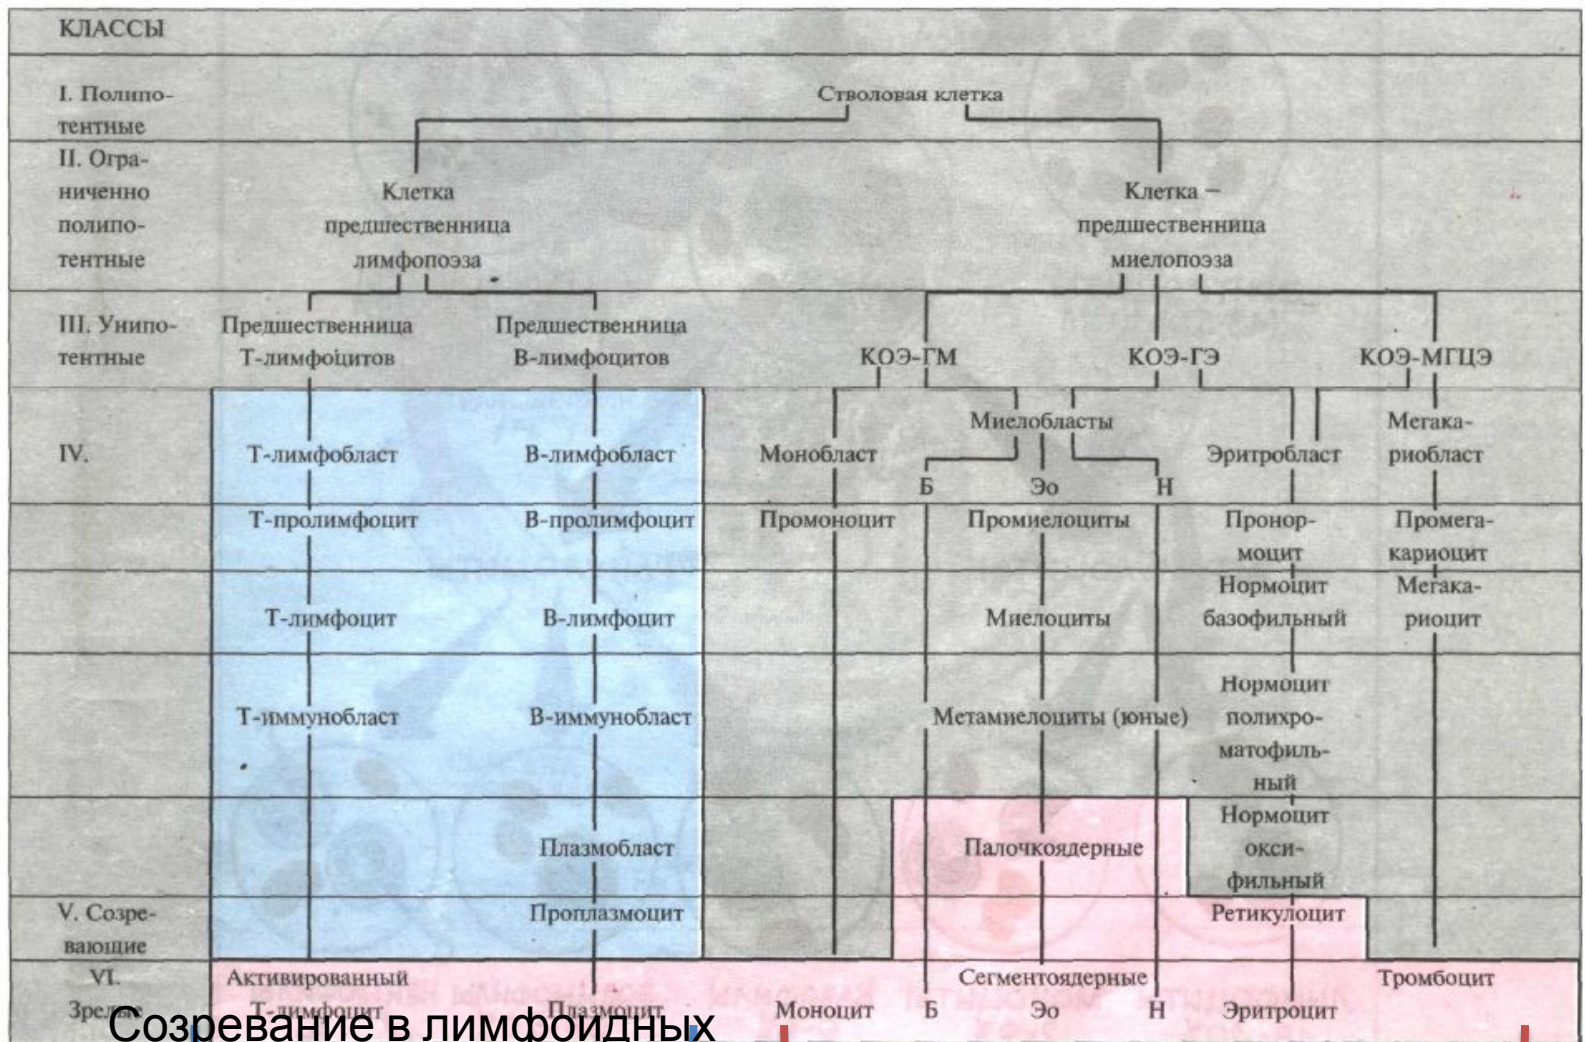 КЛАССЫ
I. Полипо-
тентные
Стволовая клетка
II. Огра-
ниченно
полипо-
тентные
Клетка
предшественница
лимфопоэза
Клетка —
предшественница
миелопоэза
III. Унипо-
тентные
Предшественница
Т-лимфоцитов
Предшественница
В-лимфоцитов
КОЭ-ГМ
КОЭ-ГЭ
КОЭ-МГЦЭ
IV.
Т-лимфобласт
В-лимфобласт
Монобласт
Миелобласты
Б Эо Н
Эритробласт
Мегака-
риобласт
Т-пролимфоцит
В-пролимфоцит
Промоноцит
Промиелоциты
Пронор-
моцит
Промега-
кариоцит
Т-лимфоцит
В-лимфоцит
Миелоциты
Нормоцит
базофильный
Мегака-
риоцит
Т-иммунобласт
В-иммунобласт
Метамиелоциты (юные)
Нормоцит
полихро-
матофиль-
ный
Плазмобласт
Палочкоядерные
Нормоцит
окси-
фильный
V. Созре-
вающие
Проплазмоцит
Ретикулоцит
VI.
Зрелые
Активированный
Т-лимфоцит
Плазмоцит
Моноцит
Сегментоядерные
Б Эо Н
Эритроцит
Тромбоцит
Созревание в лимфоидных